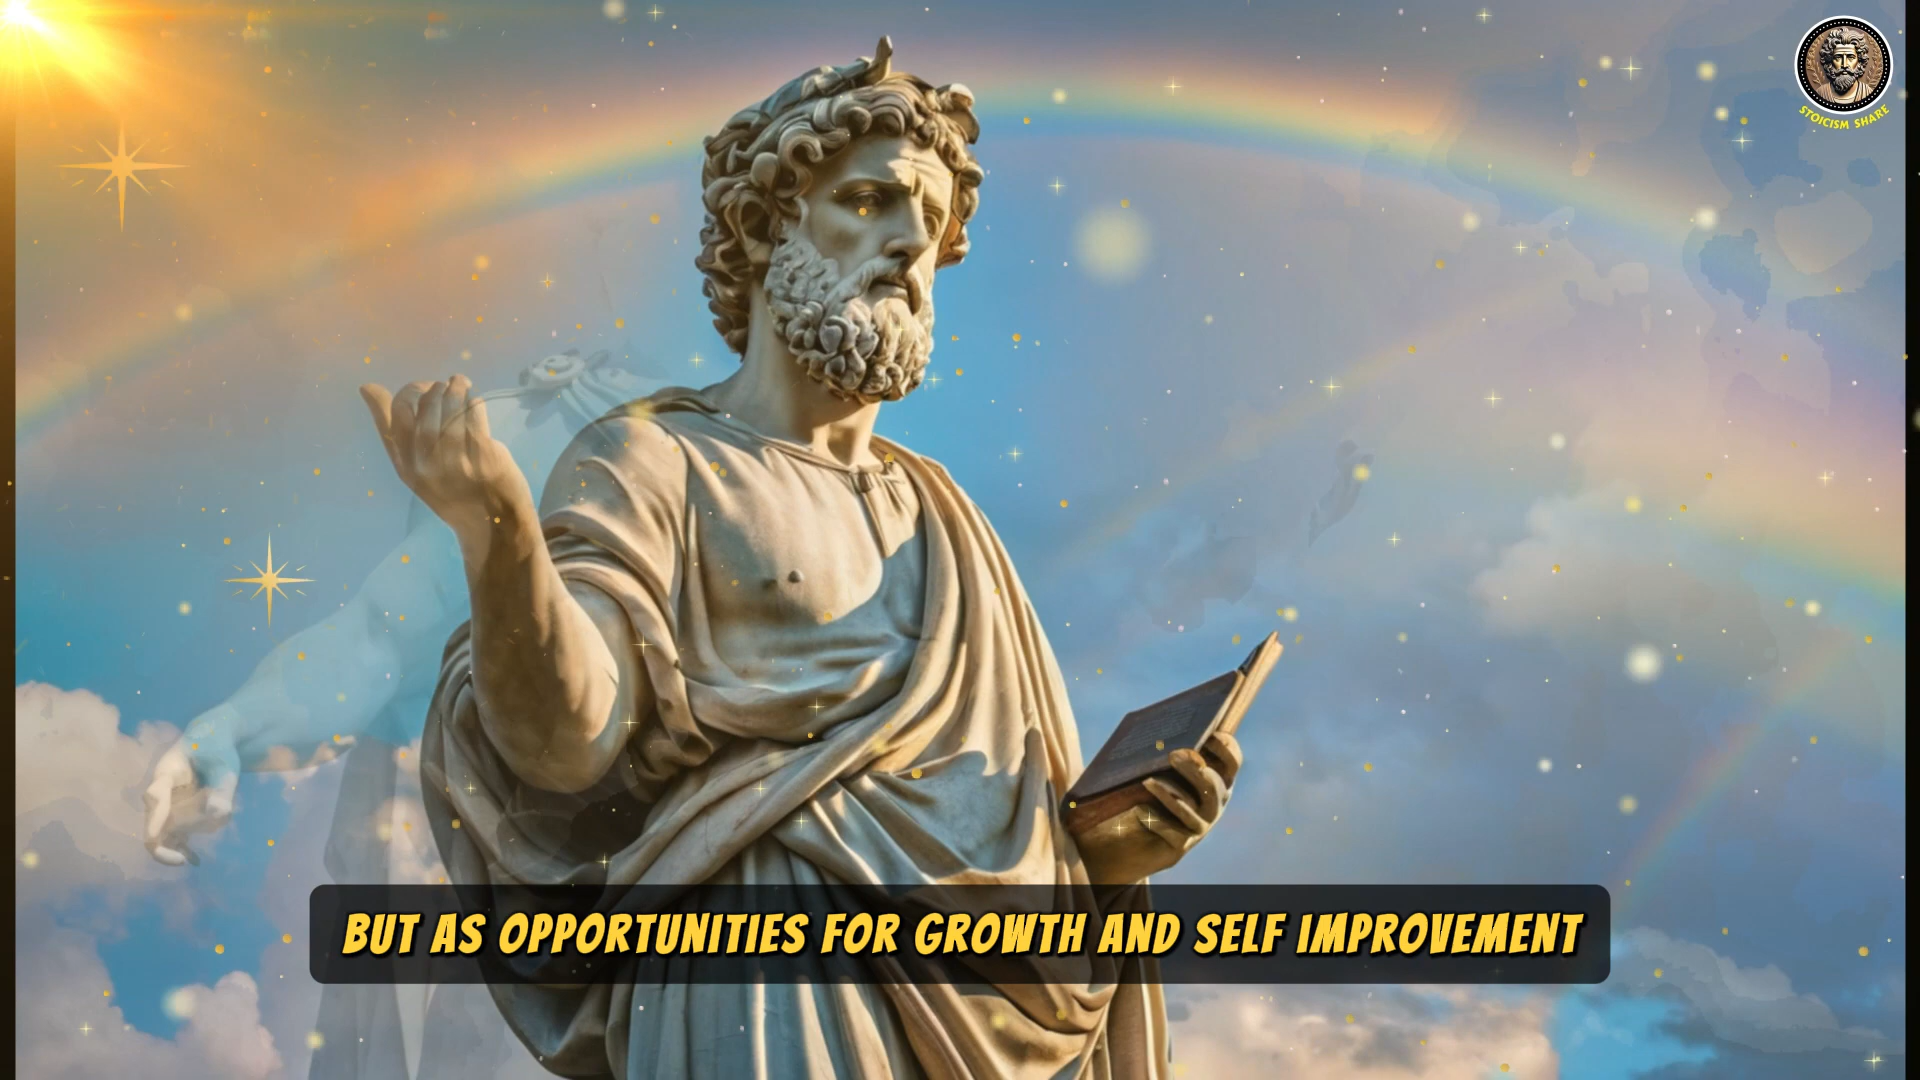 STOICISM SHARE
BUT AS OPPORTUNITIES FOR GROWTH AND SELF IMPROVEMENT